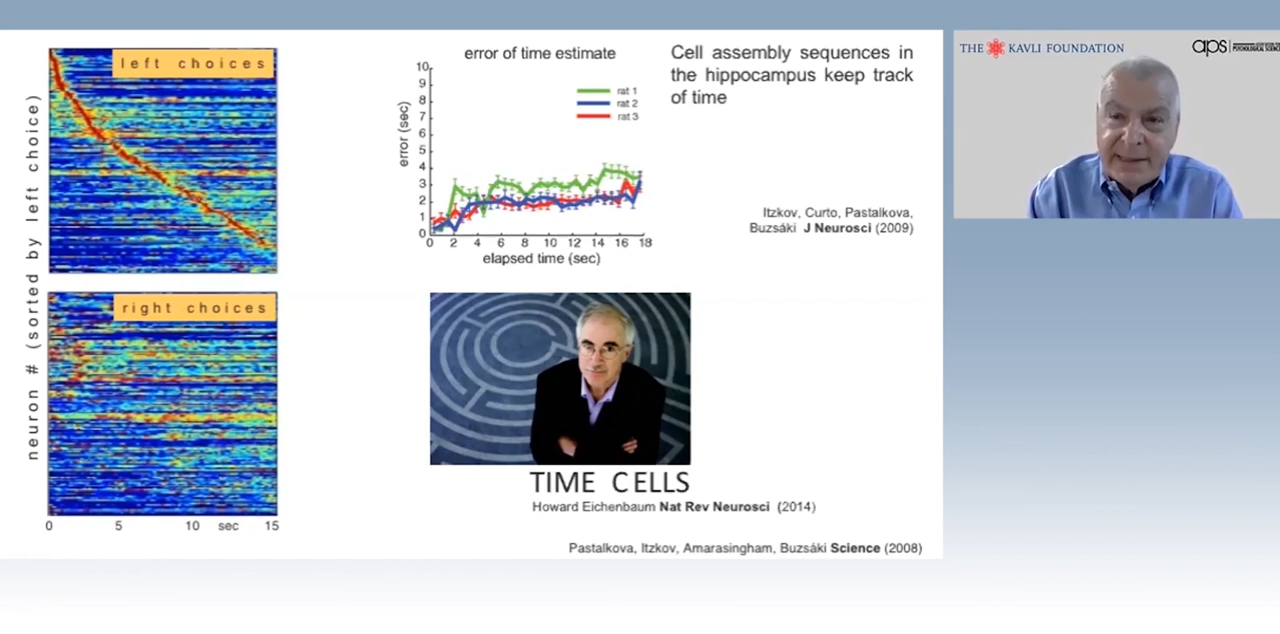 neuron # (sorted by left choice)
left choices
right choices
0 5 10 sec 15
error of time estimate
error (sec)
10
9
8
7
6
5
4
3
2
1
0
rat 1
rat 2
rat 3
0 2 4 6 8 10 12 14 16 18
elapsed time (sec)
Cell assembly sequences in
the hippocampus keep track
of time
Itzkov, Curto, Pastalkova,
Buzsáki J Neurosci (2009)
TIME CELLS
Howard Eichenbaum Nat Rev Neurosci (2014)
Pastalkova, Itzkov, Amarasingham, Buzsáki Science (2008)
THE KAVLI FOUNDATION
aps